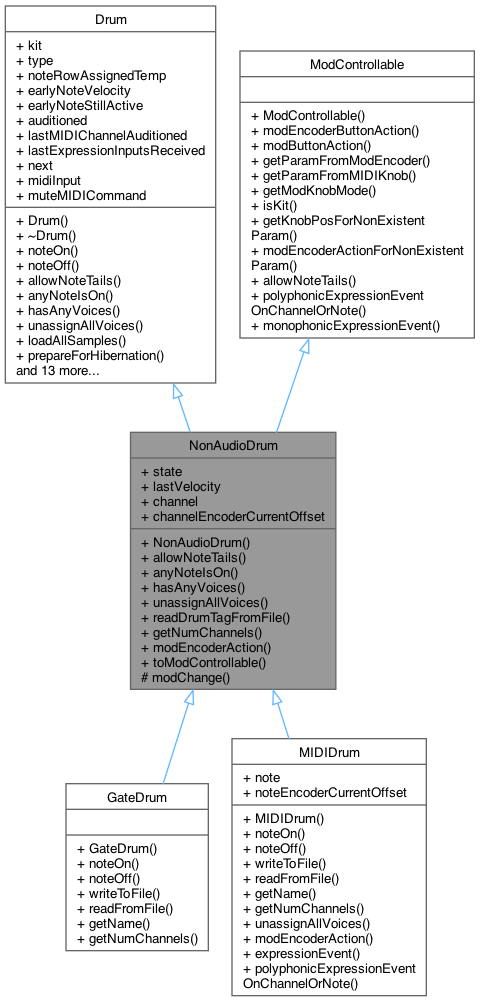 Drum
+ kit
+ type
+ noteRowAssignedTemp
+ earlyNoteVelocity
+ earlyNoteStillActive
+ auditioned
+ lastMIDIChannelAuditioned
+ lastExpressionInputsReceived
+ next
+ midiInput
+ muteMIDICommand
+ Drum()
+ ~Drum()
+ noteOn()
+ noteOff()
+ allowNoteTails()
+ anyNoteIsOn()
+ hasAnyVoices()
+ unassignAllVoices()
+ loadAllSamples()
+ prepareForHibernation()
and 13 more...
ModControllable
+ ModControllable()
+ modEncoderButtonAction()
+ modButtonAction()
+ getParamFromModEncoder()
+ getParamFromMIDIKnob()
+ getModKnobMode()
+ isKit()
+ getKnobPosForNonExistent
Param()
+ modEncoderActionForNonExistent
Param()
+ allowNoteTails()
+ polyphonicExpressionEvent
OnChannelOrNote()
+ monophonicExpressionEvent()
NonAudioDrum
+ state
+ lastVelocity
+ channel
+ channelEncoderCurrentOffset
+ NonAudioDrum()
+ allowNoteTails()
+ anyNoteIsOn()
+ hasAnyVoices()
+ unassignAllVoices()
+ readDrumTagFromFile()
+ getNumChannels()
+ modEncoderAction()
+ toModControllable()
# modChange()
GateDrum
+ GateDrum()
+ noteOn()
+ noteOff()
+ writeToFile()
+ readFromFile()
+ getName()
+ getNumChannels()
MIDIDrum
+ note
+ noteEncoderCurrentOffset
+ MIDIDrum()
+ noteOn()
+ noteOff()
+ writeToFile()
+ readFromFile()
+ getName()
+ getNumChannels()
+ unassignAllVoices()
+ modEncoderAction()
+ expressionEvent()
+ polyphonicExpressionEvent
OnChannelOrNote()